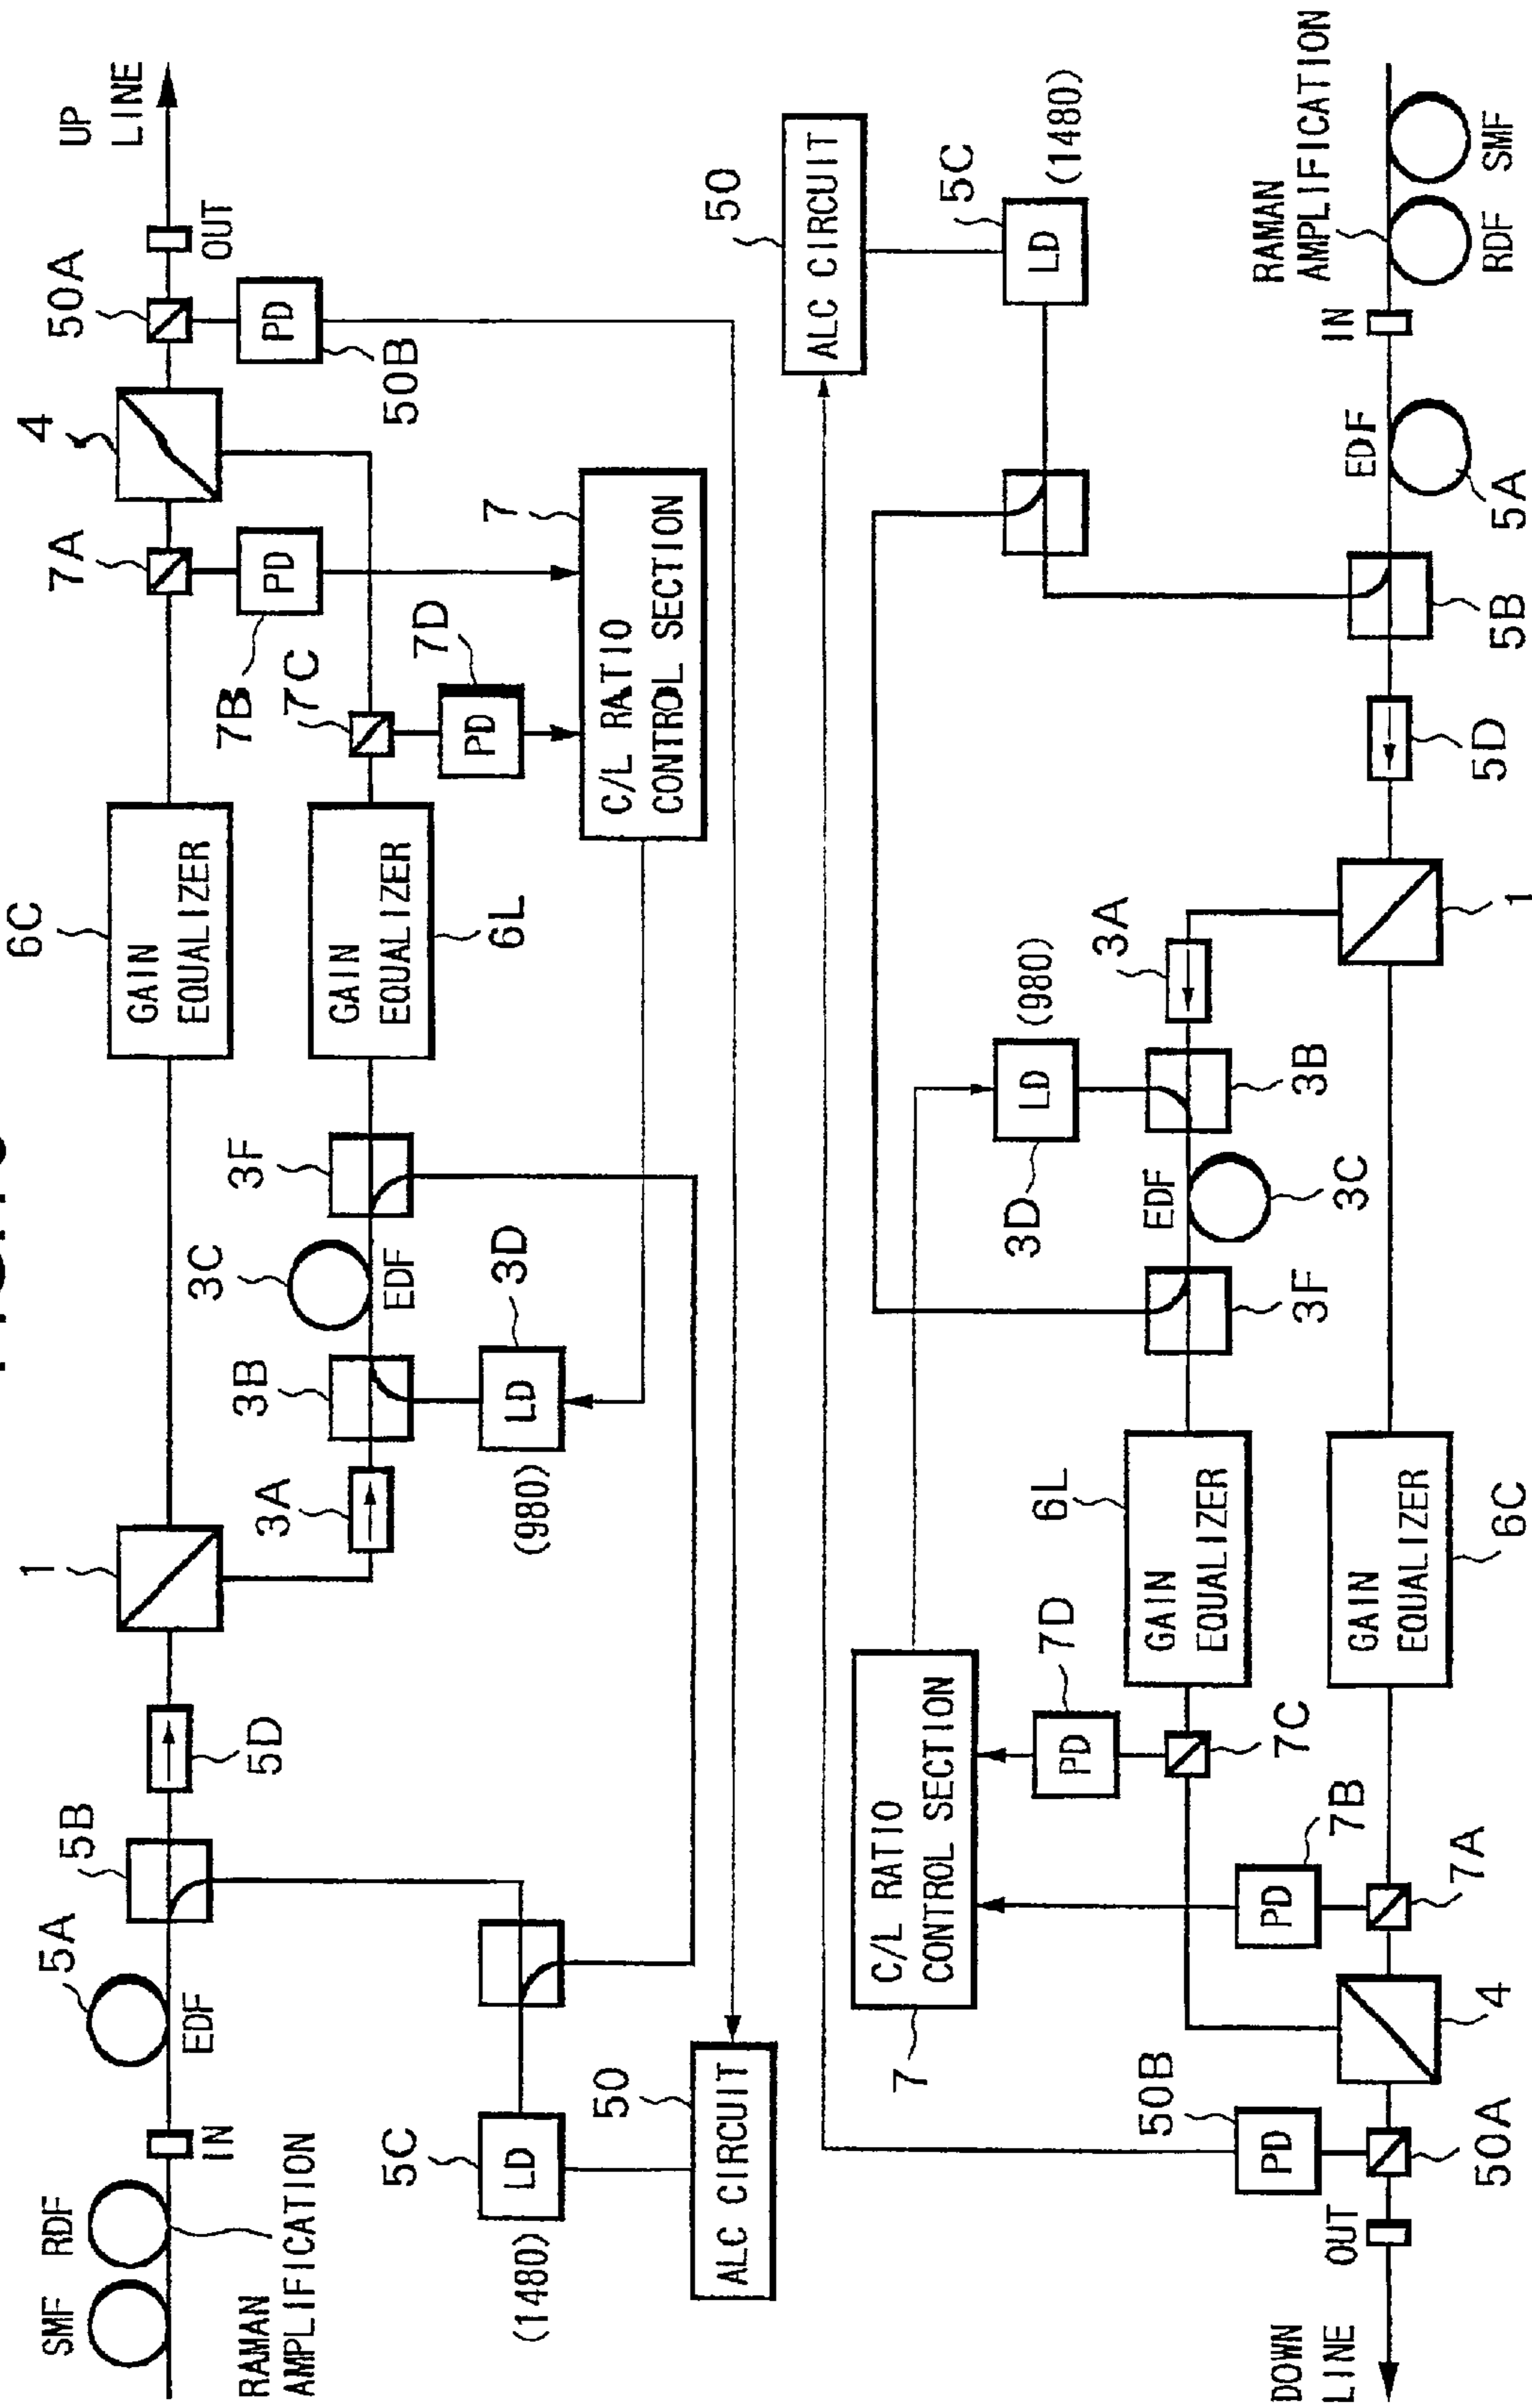 UP
LINE
OUT
50A
PD
50B
4
7A
PD
7B
7C
7D
PD
7
C/L RATIO
CONTROL SECTION
6C
GAIN
EQUALIZER
GAIN
EQUALIZER
6L
3F
3C
EDF
3D
LD
(980)
3B
3A
1
5D
5B
5A
EDF
IN
RDF
SMF
RAMAN
AMPLIFICATION
5C
LD
(1480)
50
ALC CIRCUIT
50
ALC CIRCUIT
5C
LD
(1480)
RAMAN
AMPLIFICATION
SMF
RDF
IN
EDF
5A
5B
5D
1
3A
(980)
LD
3D
3B
EDF
3C
3F
6L
GAIN
EQUALIZER
GAIN
EQUALIZER
6C
7D
PD
7C
C/L RATIO
CONTROL SECTION
7
7B
PD
7A
4
50B
PD
50A
OUT
DOWN
LINE